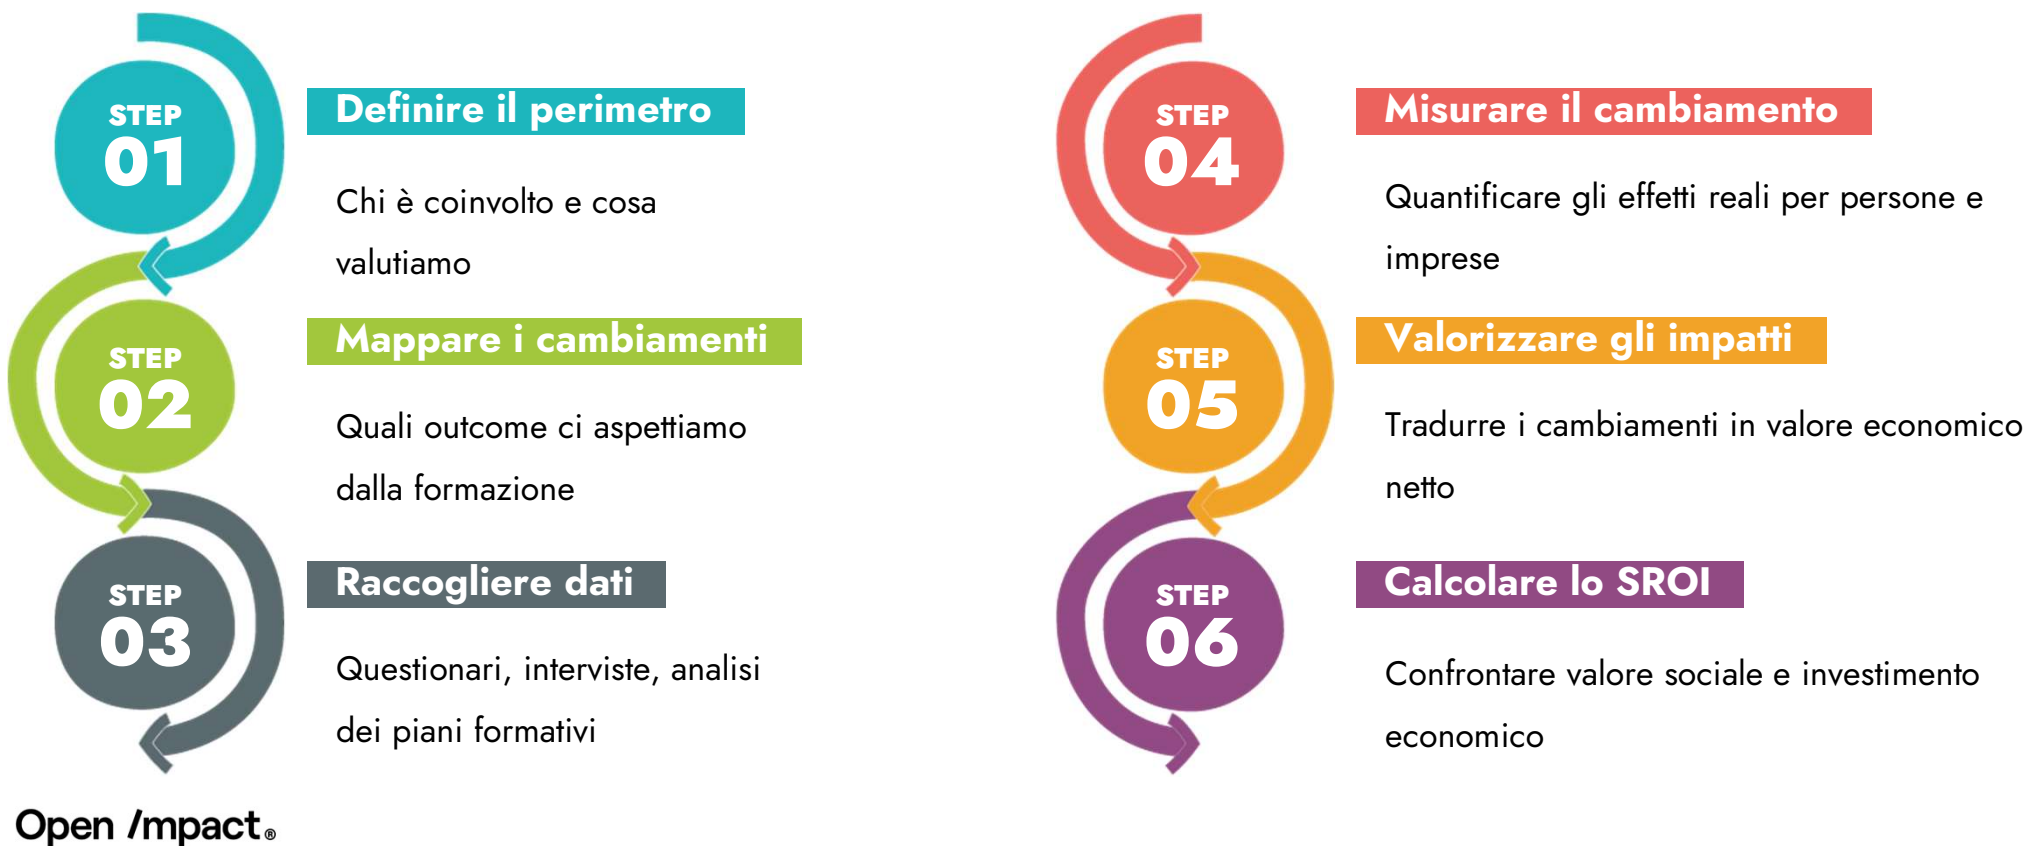 STEP
01
Definire il perimetro
Chi è coinvolto e cosa
valutiamo
STEP
02
Mappare i cambiamenti
Quali outcome ci aspettiamo
dalla formazione
STEP
03
Raccogliere dati
Questionari, interviste, analisi
dei piani formativi
STEP
04
Misurare il cambiamento
Quantificare gli effetti reali per persone e
imprese
STEP
05
Valorizzare gli impatti
Tradurre i cambiamenti in valore economico
netto
STEP
06
Calcolare lo SROI
Confrontare valore sociale e investimento
economico
Open Impact®